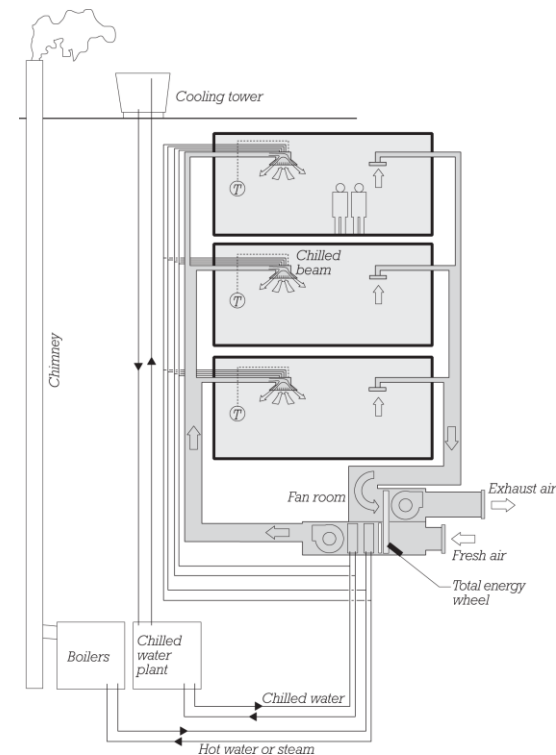 Cooling tower
T
Chilled
beam
T
Chimney
T
Fan room
Exhaust air
Fresh air
Total energy
wheel
Boilers
Chilled
water
plant
Chilled water
Hot water or steam